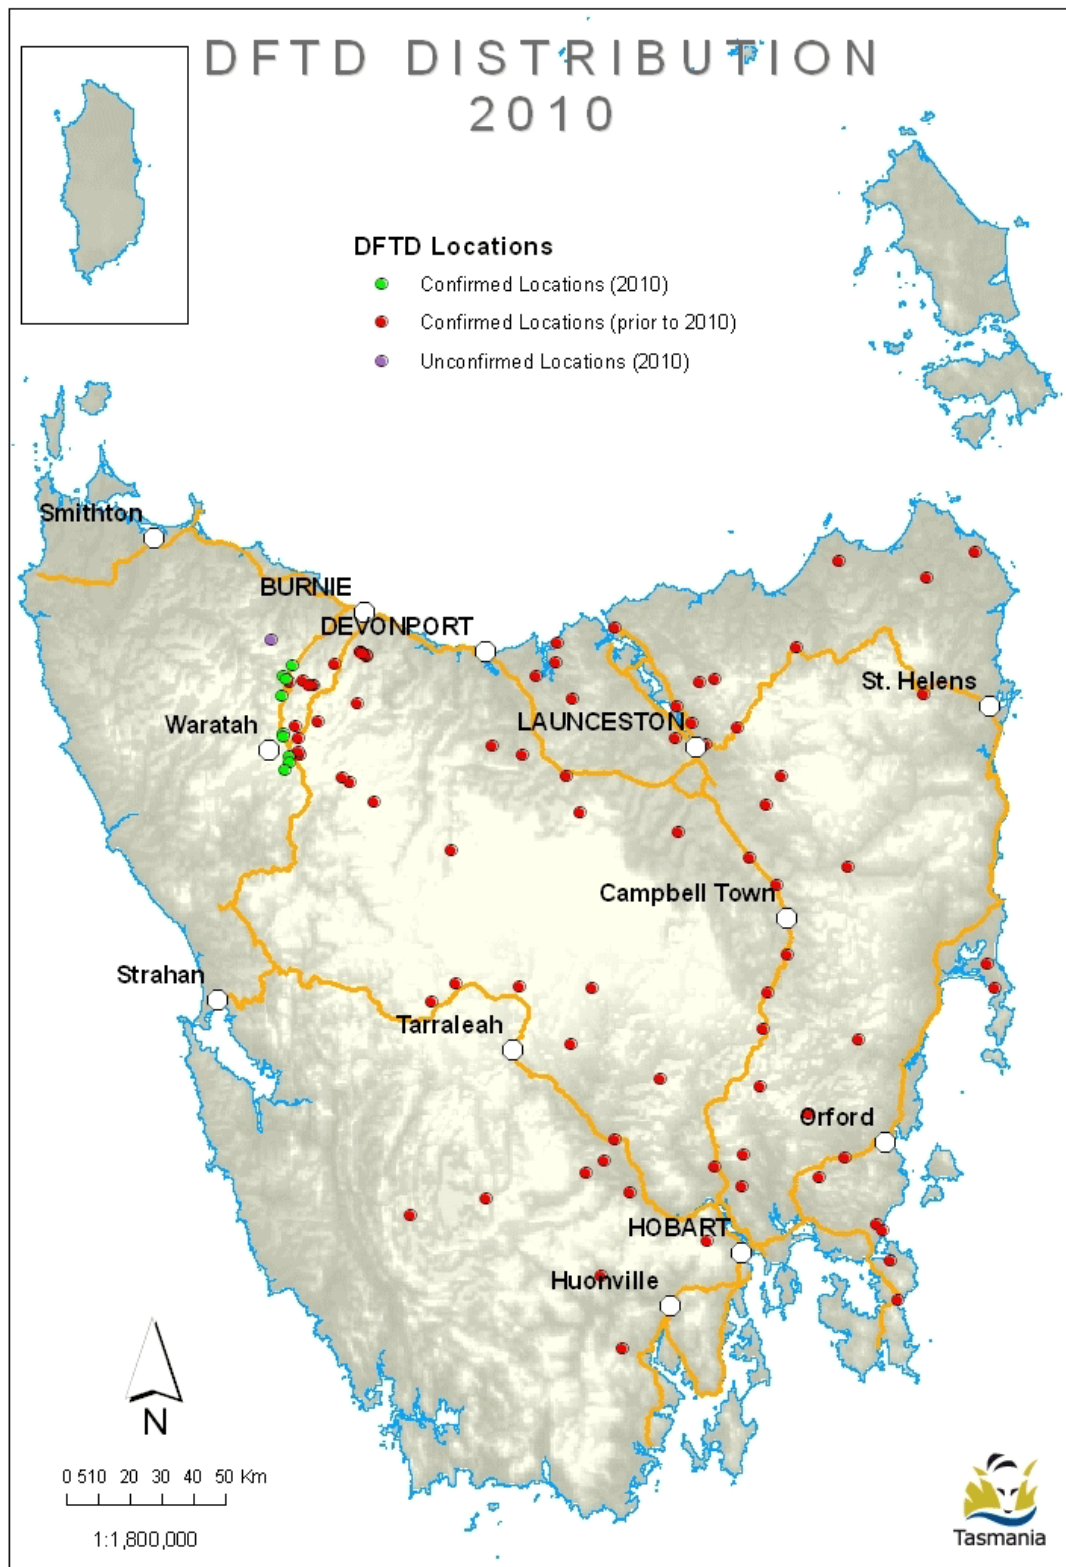 DFTD DISTRIBUTION
2010
DFTD Locations
Confirmed Locations (2010)
Confirmed Locations (prior to 2010)
Unconfirmed Locations (2010)
Smithton
BURNIE
DEVONPORT
St. Helens
LAUNCESTON
Waratah
Campbell Town
Strahan
Tarraleah
Orford
HOBART
Huonville
N
0 510 20 30 40 50 Km
1:1,800,000
Tasmania